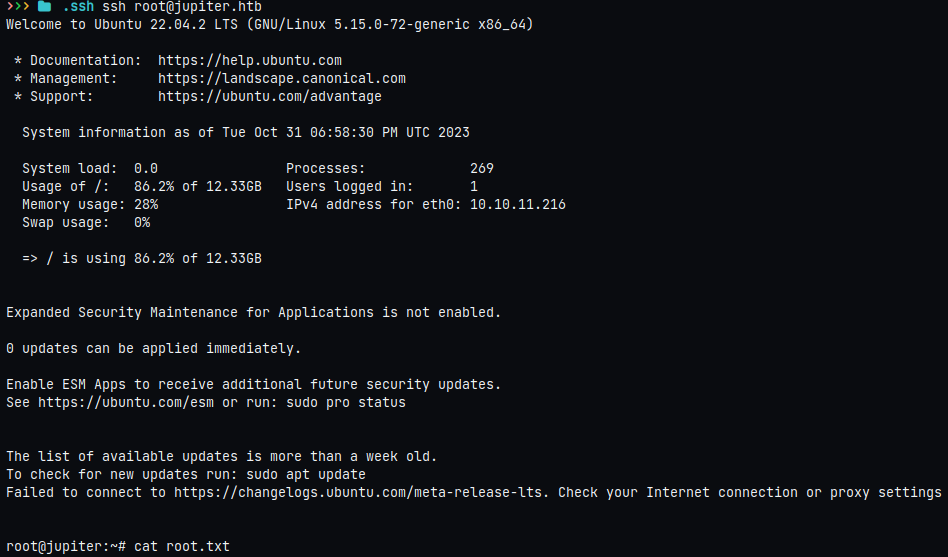 ❯❯❯ .ssh ssh root@jupiter.htb
Welcome to Ubuntu 22.04.2 LTS (GNU/Linux 5.15.0-72-generic x86_64)
* Documentation:  https://help.ubuntu.com
* Management:     https://landscape.canonical.com
* Support:        https://ubuntu.com/advantage
System information as of Tue Oct 31 06:58:30 PM UTC 2023
System load:  0.0                Processes:             269
Usage of /:   86.2% of 12.33GB   Users logged in:       1
Memory usage: 28%                IPv4 address for eth0: 10.10.11.216
Swap usage:   0%
=> / is using 86.2% of 12.33GB
Expanded Security Maintenance for Applications is not enabled.
0 updates can be applied immediately.
Enable ESM Apps to receive additional future security updates.
See https://ubuntu.com/esm or run: sudo pro status
The list of available updates is more than a week old.
To check for new updates run: sudo apt update
Failed to connect to https://changelogs.ubuntu.com/meta-release-lts. Check your Internet connection or proxy settings
root@jupiter:~# cat root.txt